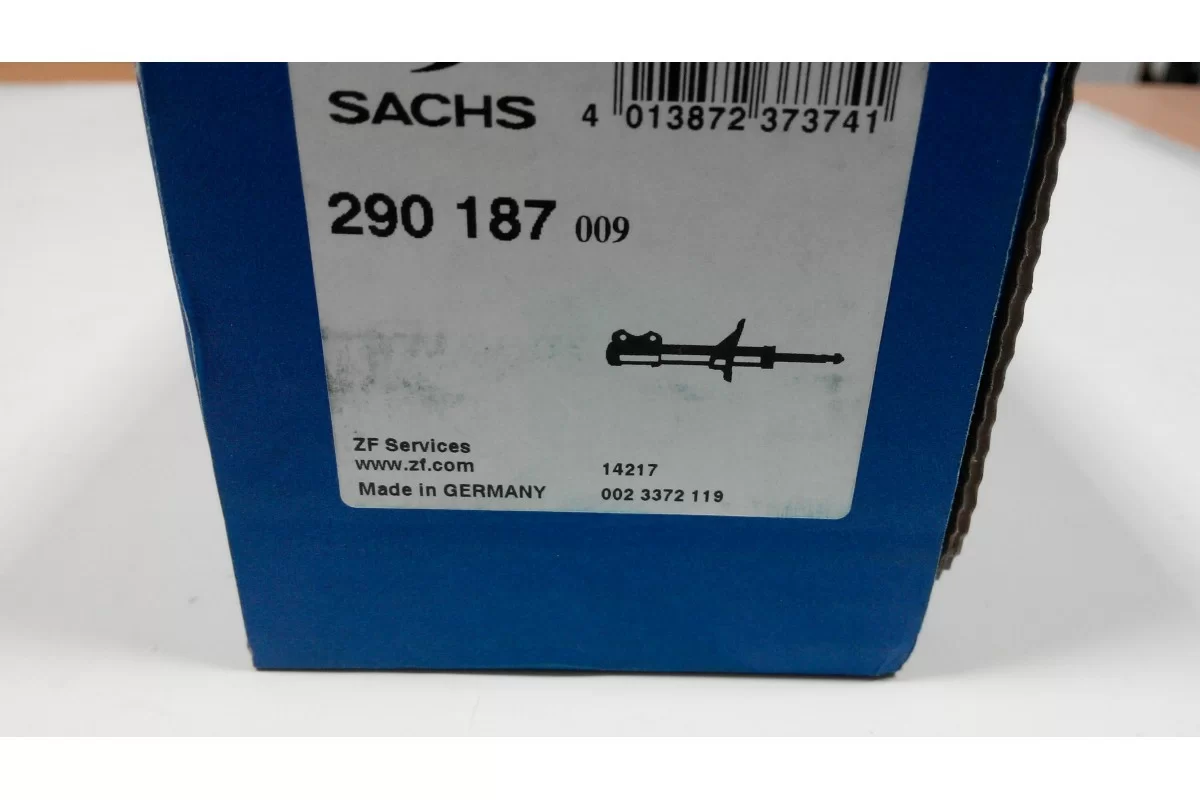 SACHS
4 013872 373741
290 187 009
ZF Services
www.zf.com
14217
Made in GERMANY
002 3372 119